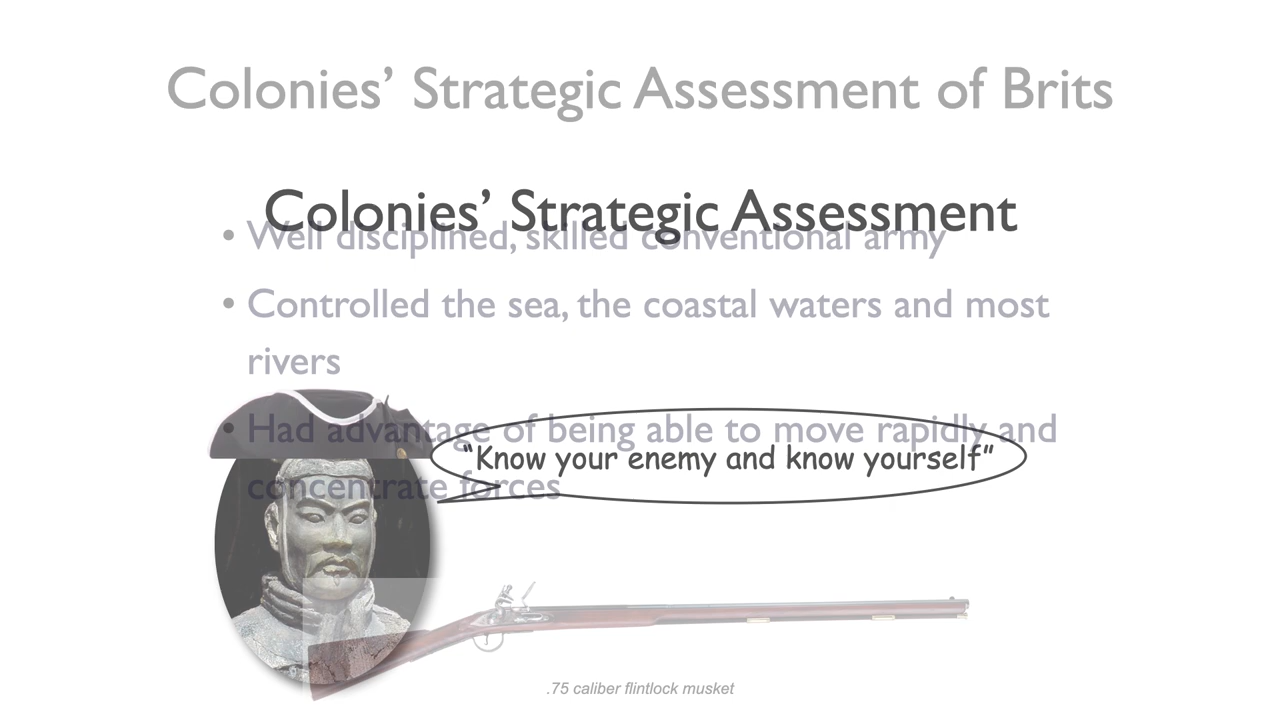 Colonies’ Strategic Assessment of Brits
Colonies’ Strategic Assessment
• Well disciplined, skilled conventional army
• Controlled the sea, the coastal waters and most
rivers
• Had advantage of being able to move rapidly and
concentrate forces
“Know your enemy and know yourself”
.75 caliber flintlock musket